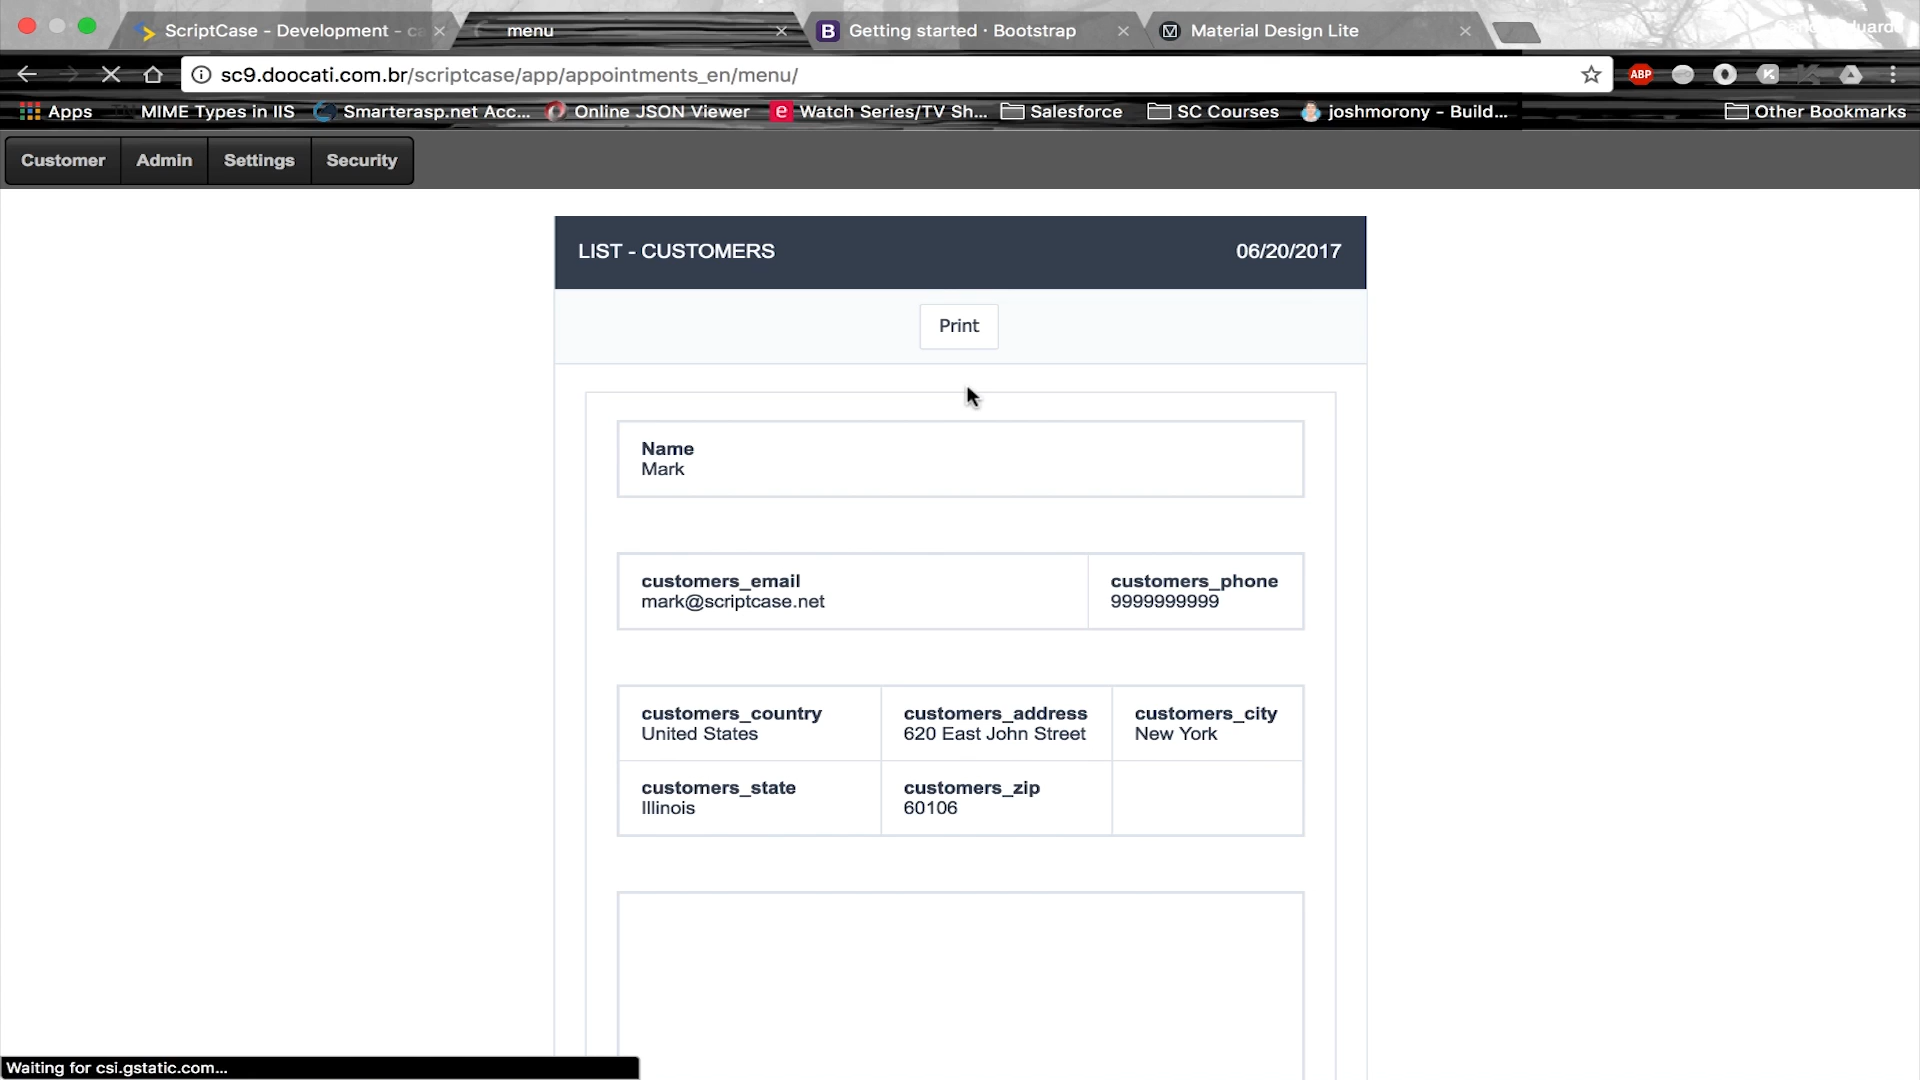 ScriptCase - Development - ca
menu
Getting started · Bootstrap
Material Design Lite
sc9.doocati.com.br/scriptcase/app/appointments_en/menu/
ABP
Apps
MIME Types in IIS
Smarterasp.net Acc...
Online JSON Viewer
Watch Series/TV Sh...
Salesforce
SC Courses
joshmorony - Build...
Other Bookmarks
Customer
Admin
Settings
Security
LIST - CUSTOMERS
06/20/2017
Print
Name
Mark
customers_email
mark@scriptcase.net
customers_phone
9999999999
customers_country
United States
customers_address
620 East John Street
customers_city
New York
customers_state
Illinois
customers_zip
60106
Waiting for csi.gstatic.com...